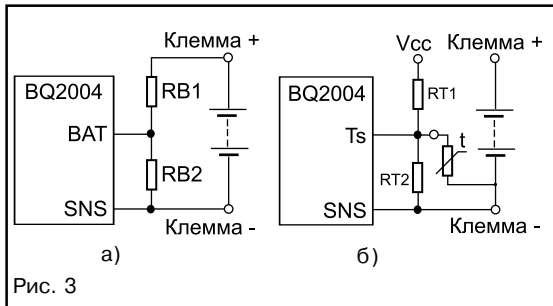 Клемма +
BQ2004
RB1
BAT
RB2
SNS
Клемма -
а)
Vcc
Клемма +
BQ2004
RT1
Ts
t
RT2
SNS
Клемма -
б)
Рис. 3